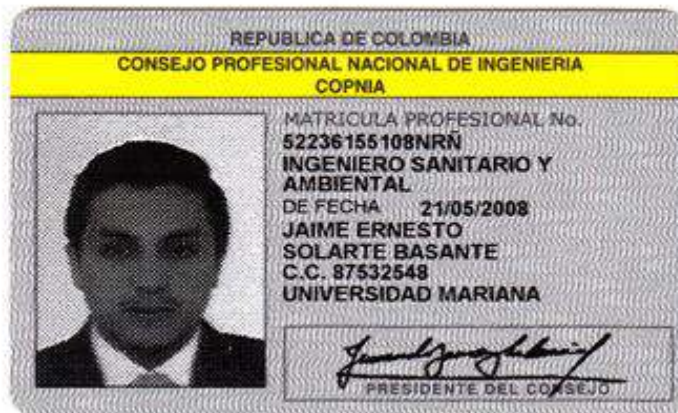 REPUBLICA DE COLOMBIA
CONSEJO PROFESIONAL NACIONAL DE INGENIERIA
COPNIA
MATRICULA PROFESIONAL No.
52236155108NRÑ
INGENIERO SANITARIO Y
AMBIENTAL
DE FECHA 21/05/2008
JAIME ERNESTO
SOLARTE BASANTE
C.C. 87532548
UNIVERSIDAD MARIANA
PRESIDENTE DEL CONSEJO